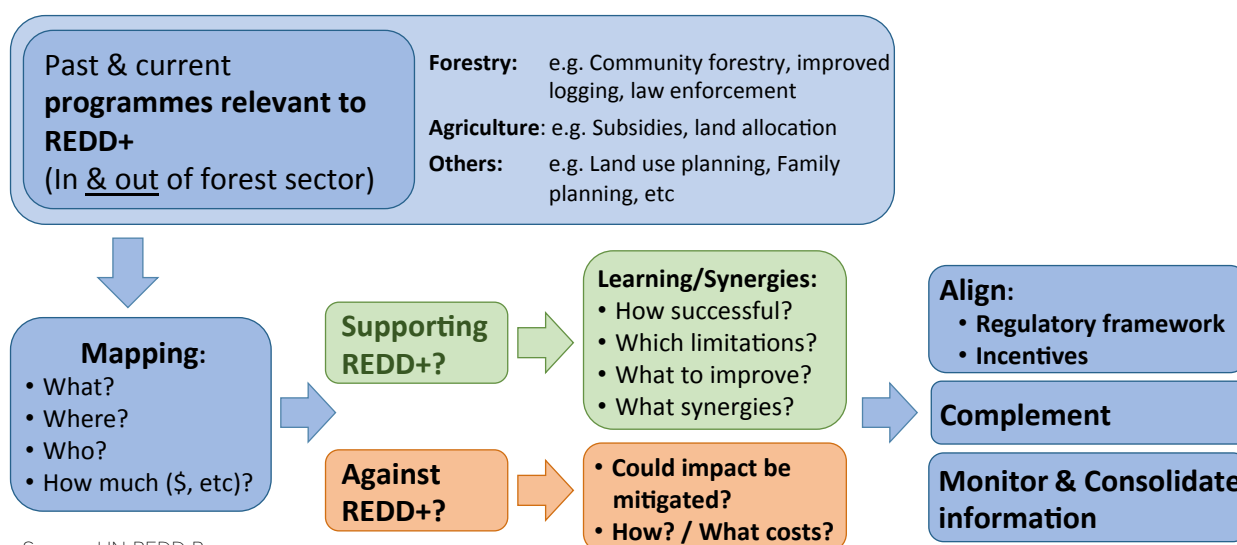 Past & current
programmes relevant to
REDD+
(In & out of forest sector)
Forestry: e.g. Community forestry, improved
logging, law enforcement
Agriculture: e.g. Subsidies, land allocation
Others: e.g. Land use planning, Family
planning, etc
Mapping:
• What?
• Where?
• Who?
• How much ($, etc)?
Supporting
REDD+?
Against
REDD+?
Learning/Synergies:
• How successful?
• Which limitations?
• What to improve?
• What synergies?
• Could impact be
mitigated?
• How? / What costs?
Align:
• Regulatory framework
• Incentives
Complement
Monitor & Consolidate
information